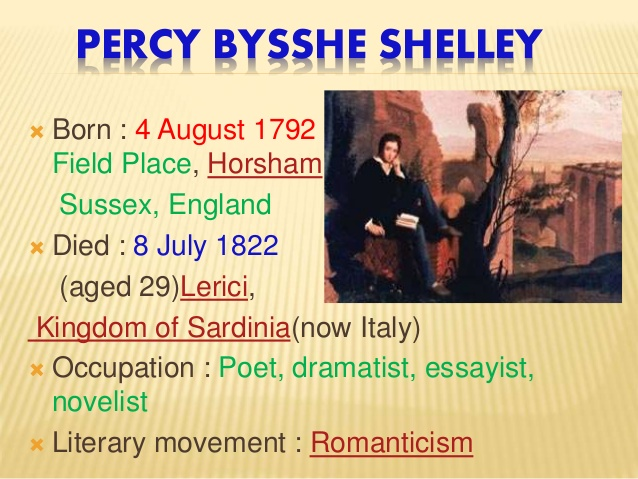 PERCY BYSSHE SHELLEY
Born : 4 August 1792
Field Place, Horsham
Sussex, England
Died : 8 July 1822
(aged 29)Lerici,
Kingdom of Sardinia(now Italy)
Occupation : Poet, dramatist, essayist,
novelist
Literary movement : Romanticism